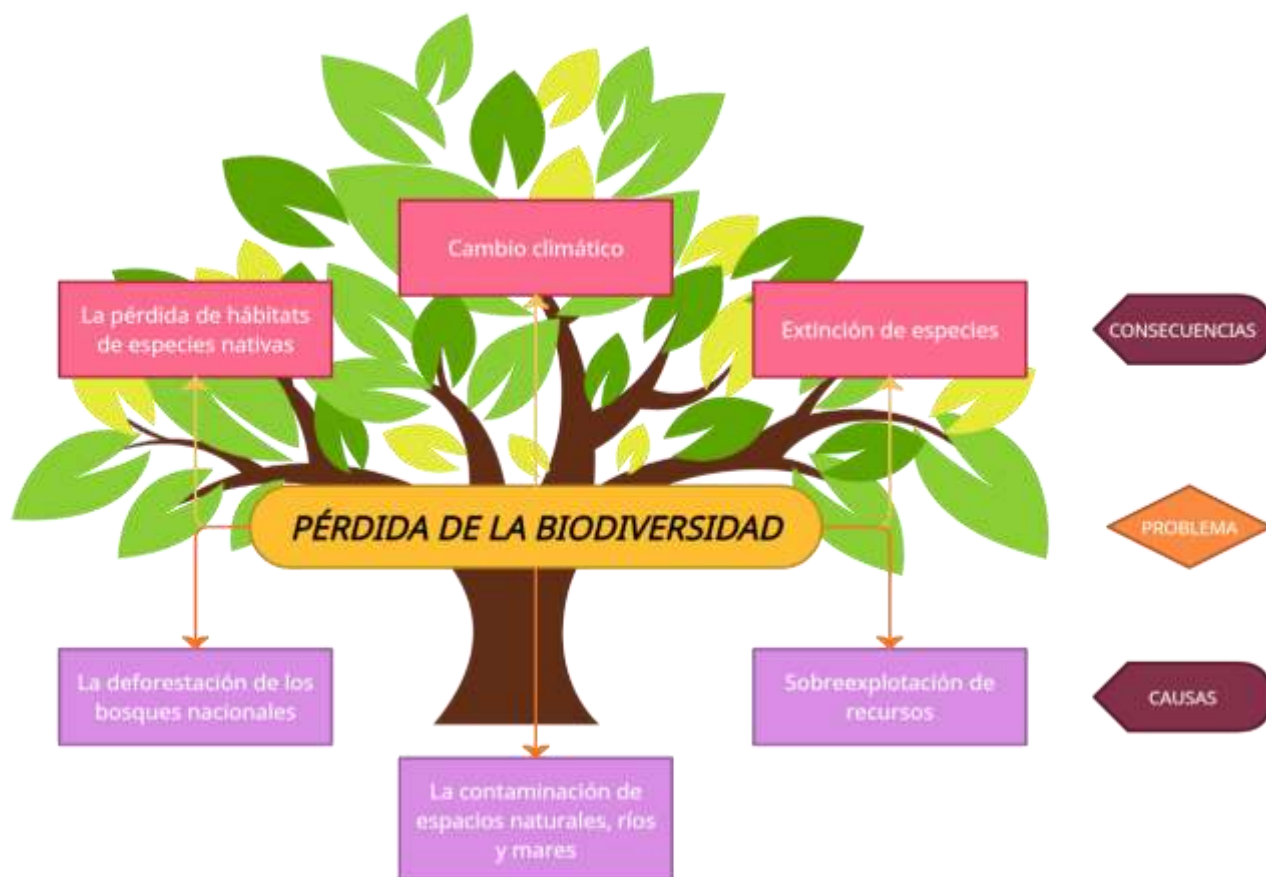 Cambio climático
La pérdida de hábitats
de especies nativas
Extinción de especies
CONSECUENCIAS
PÉRDIDA DE LA BIODIVERSIDAD
PROBLEMA
La deforestación de los
bosques nacionales
Sobreexplotación de
recursos
CAUSAS
La contaminación de
espacios naturales, ríos
y mares